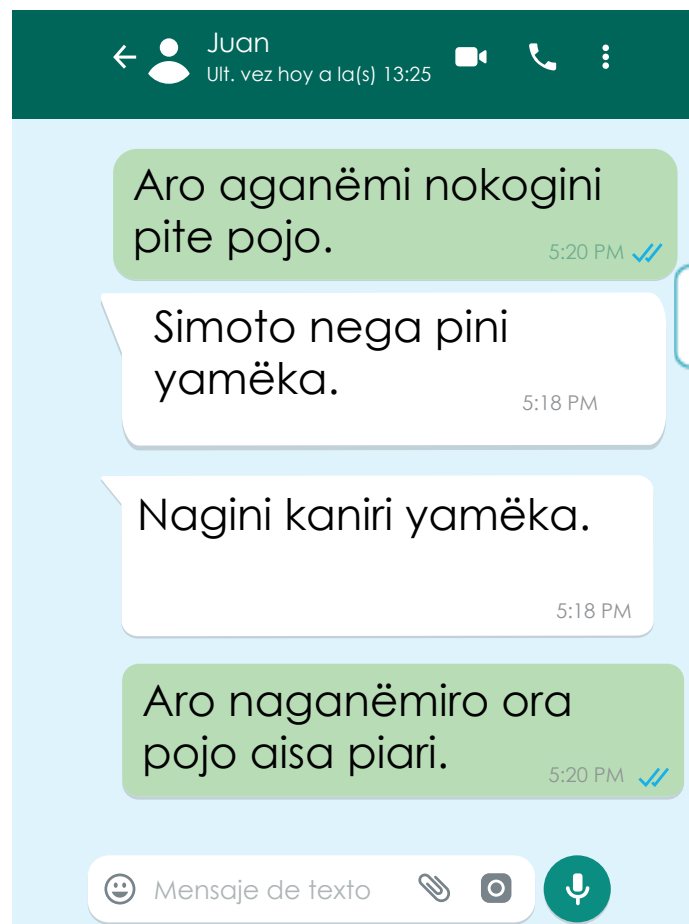 Juan
Ult. vez hoy a la(s) 13:25
Aro aganëmi nokogini
pite pojo.
5:20 PM
Simoto nega pini
yamëka.
5:18 PM
Nagini kaniri yamëka.
5:18 PM
Aro naganëmiro ora
pojo aisa piari.
5:20 PM
Mensaje de texto